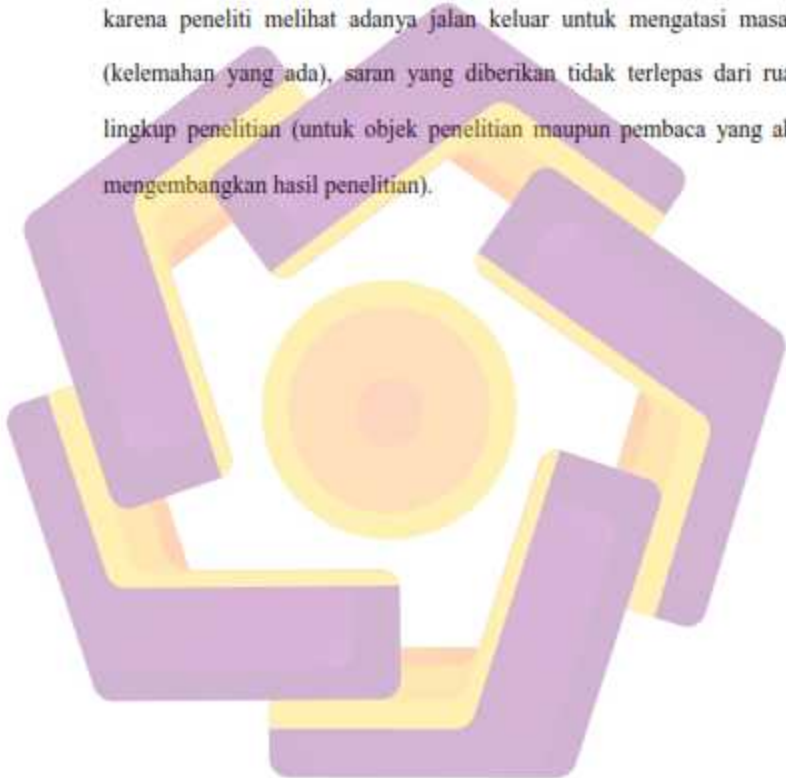 karena peneliti melihat adanya jalan keluar untuk mengatasi masa
(kelemahan yang ada), saran yang diberikan tidak terlepas dari rua
lingkup penelitian (untuk objek penelitian maupun pembaca yang al
mengembangkan hasil penelitian).